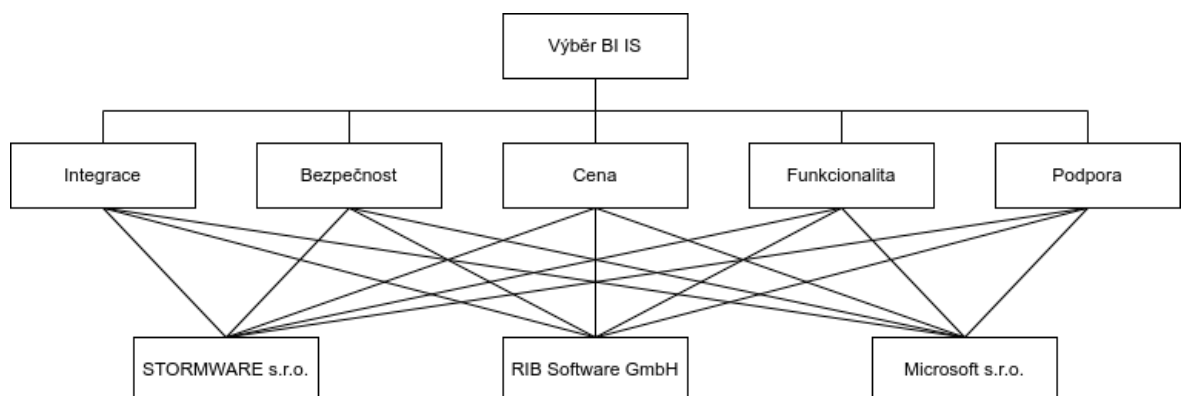 Výběr BI IS
Integrace
Bezpečnost
Cena
Funkcionalita
Podpora
STORMWARE s.r.o.
RIB Software GmbH
Microsoft s.r.o.